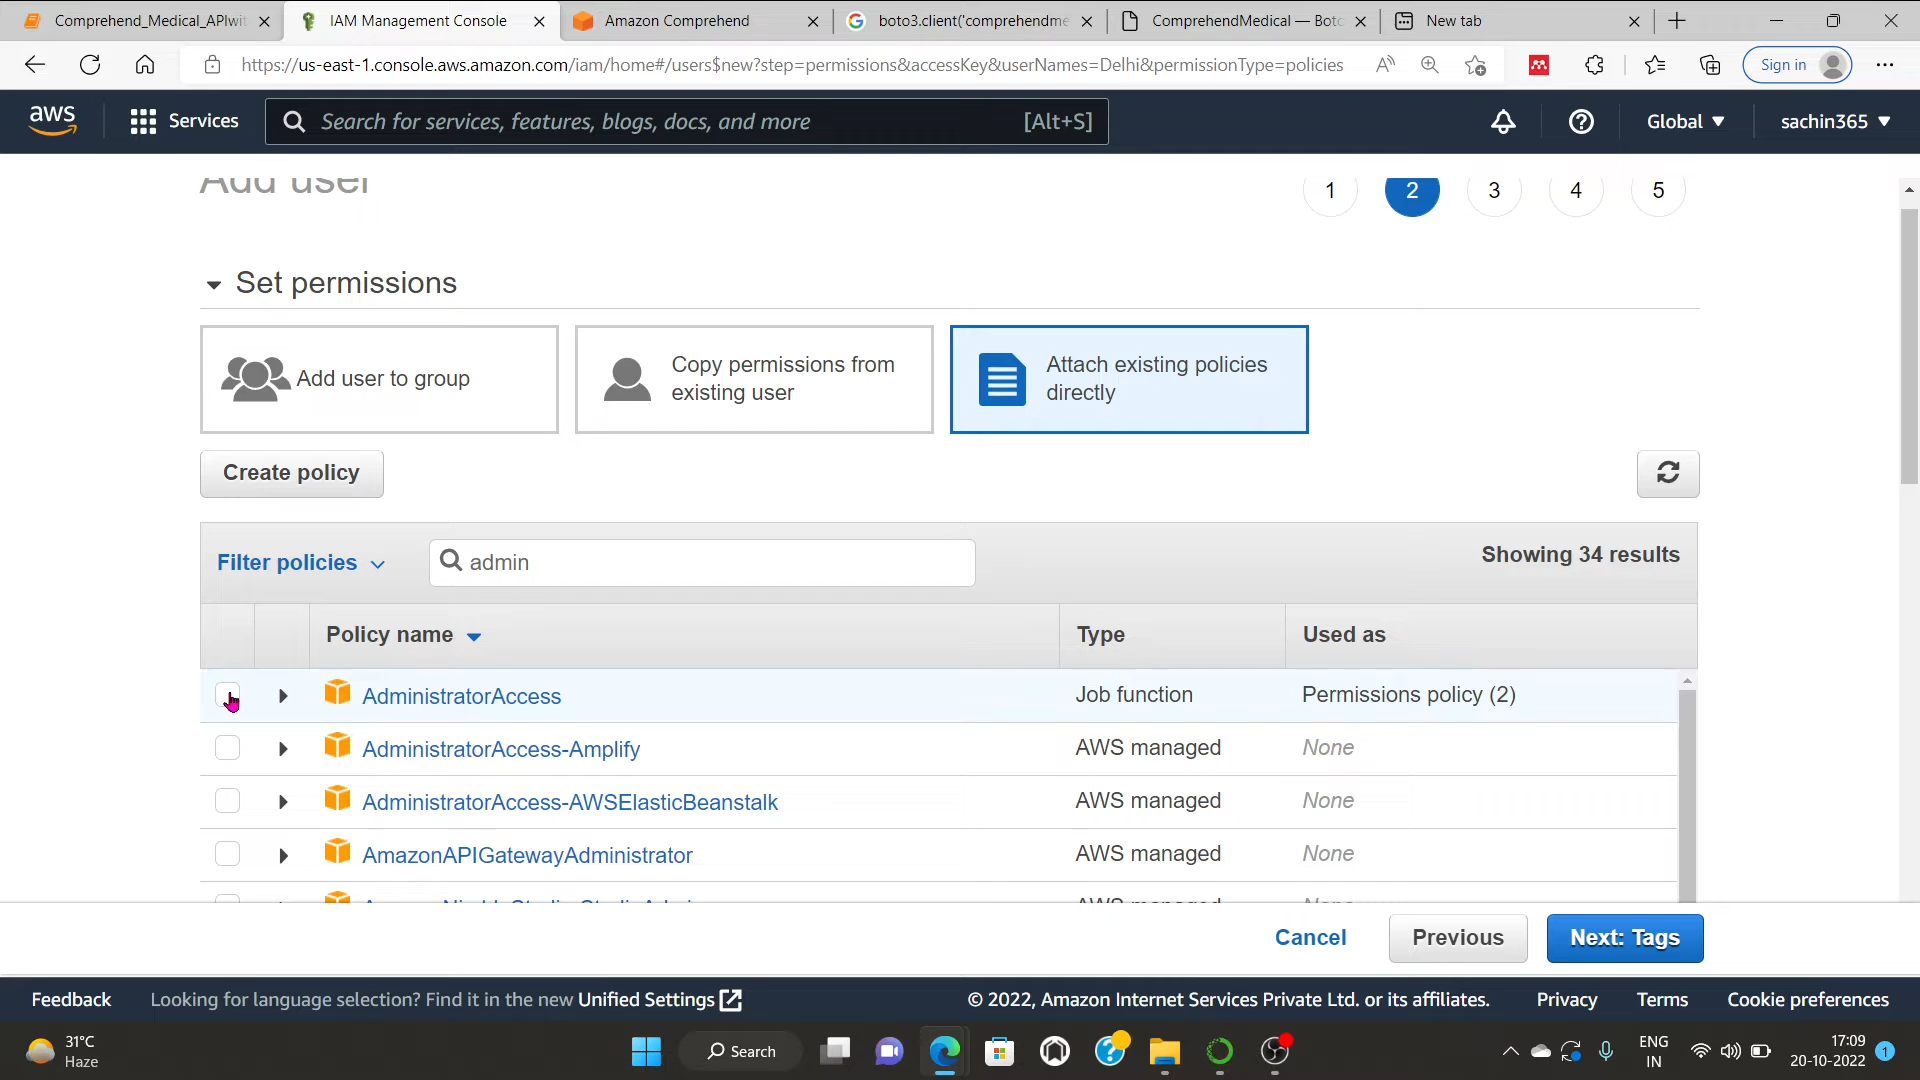 Comprehend_Medical_APIwit
IAM Management Console
Amazon Comprehend
boto3.client('comprehendme
ComprehendMedical — Boto
New tab
https://us-east-1.console.aws.amazon.com/iam/home#/users$new?step=permissions&accessKey&userNames=Delhi&permissionType=policies
Sign in
aws
Services
Search for services, features, blogs, docs, and more
[Alt+S]
Global
sachin365
Add user
1
2
3
4
5
Set permissions
Add user to group
Copy permissions from
existing user
Attach existing policies
directly
Create policy
Filter policies
admin
Showing 34 results
Policy name
Type
Used as
AdministratorAccess
Job function
Permissions policy (2)
AdministratorAccess-Amplify
AWS managed
None
AdministratorAccess-AWSElasticBeanstalk
AWS managed
None
AmazonAPIGatewayAdministrator
AWS managed
None
AWS managed
None
Cancel
Previous
Next: Tags
Feedback
Looking for language selection? Find it in the new Unified Settings
© 2022, Amazon Internet Services Private Ltd. or its affiliates.
Privacy
Terms
Cookie preferences
31°C
Haze
Search
ENG
IN
17:09
20-10-2022
1